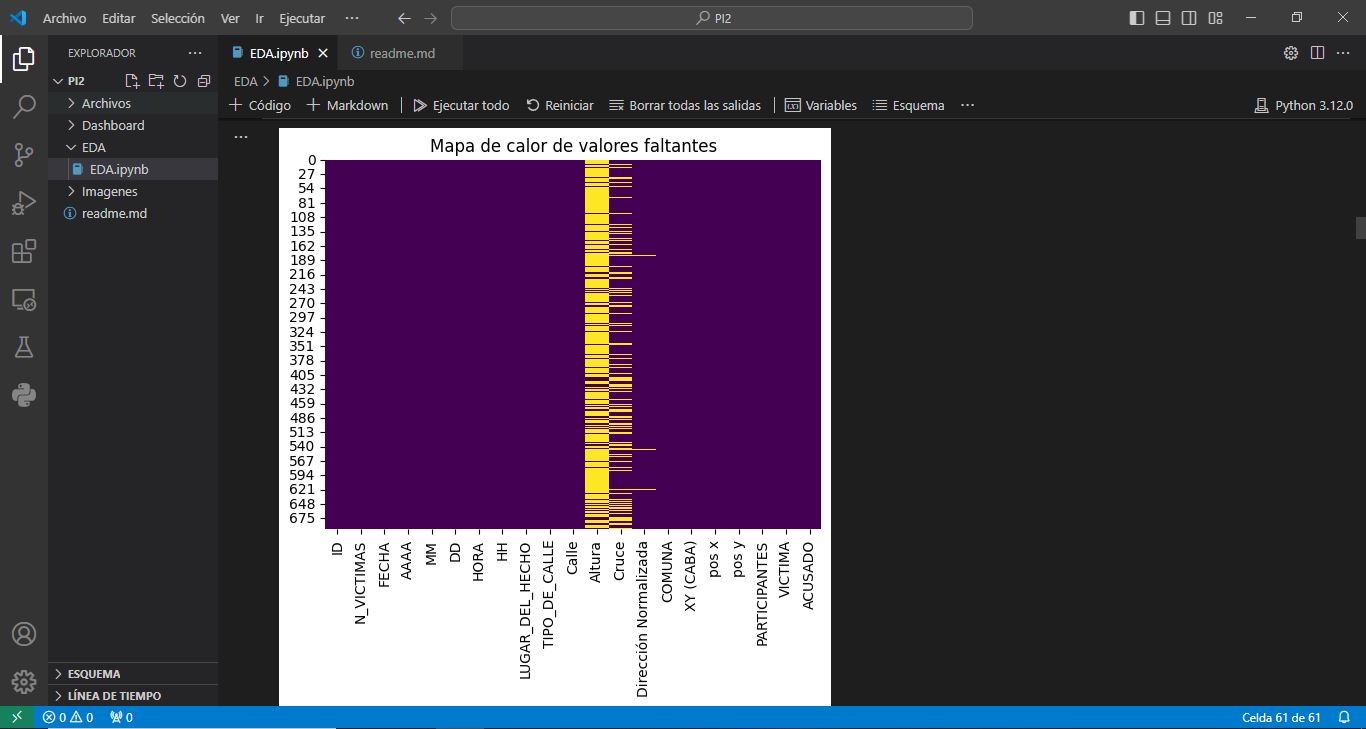 Archivo Editar Selección Ver Ir Ejecutar ··· PI2
EXPLORADOR ···
PI2
Archivos
Dashboard
EDA
EDA.ipynb
Imagenes
readme.md
ESQUEMA
LÍNEA DE TIEMPO
EDA.ipynb readme.md
EDA > EDA.ipynb
+ Código + Markdown Ejecutar todo Reiniciar Borrar todas las salidas Variables Esquema ··· Python 3.12.0
Mapa de calor de valores faltantes
0
27
54
81
108
135
162
189
216
243
270
297
324
351
378
405
432
459
486
513
540
567
594
621
648
675
ID
N_VICTIMAS
FECHA
AAAA
MM
DD
HORA
HH
LUGAR_DEL_HECHO
TIPO_DE_CALLE
Calle
Altura
Cruce
Dirección Normalizada
COMUNA
XY (CABA)
pos x
pos y
PARTICIPANTES
VICTIMA
ACUSADO
0 0 0 Celda 61 de 61